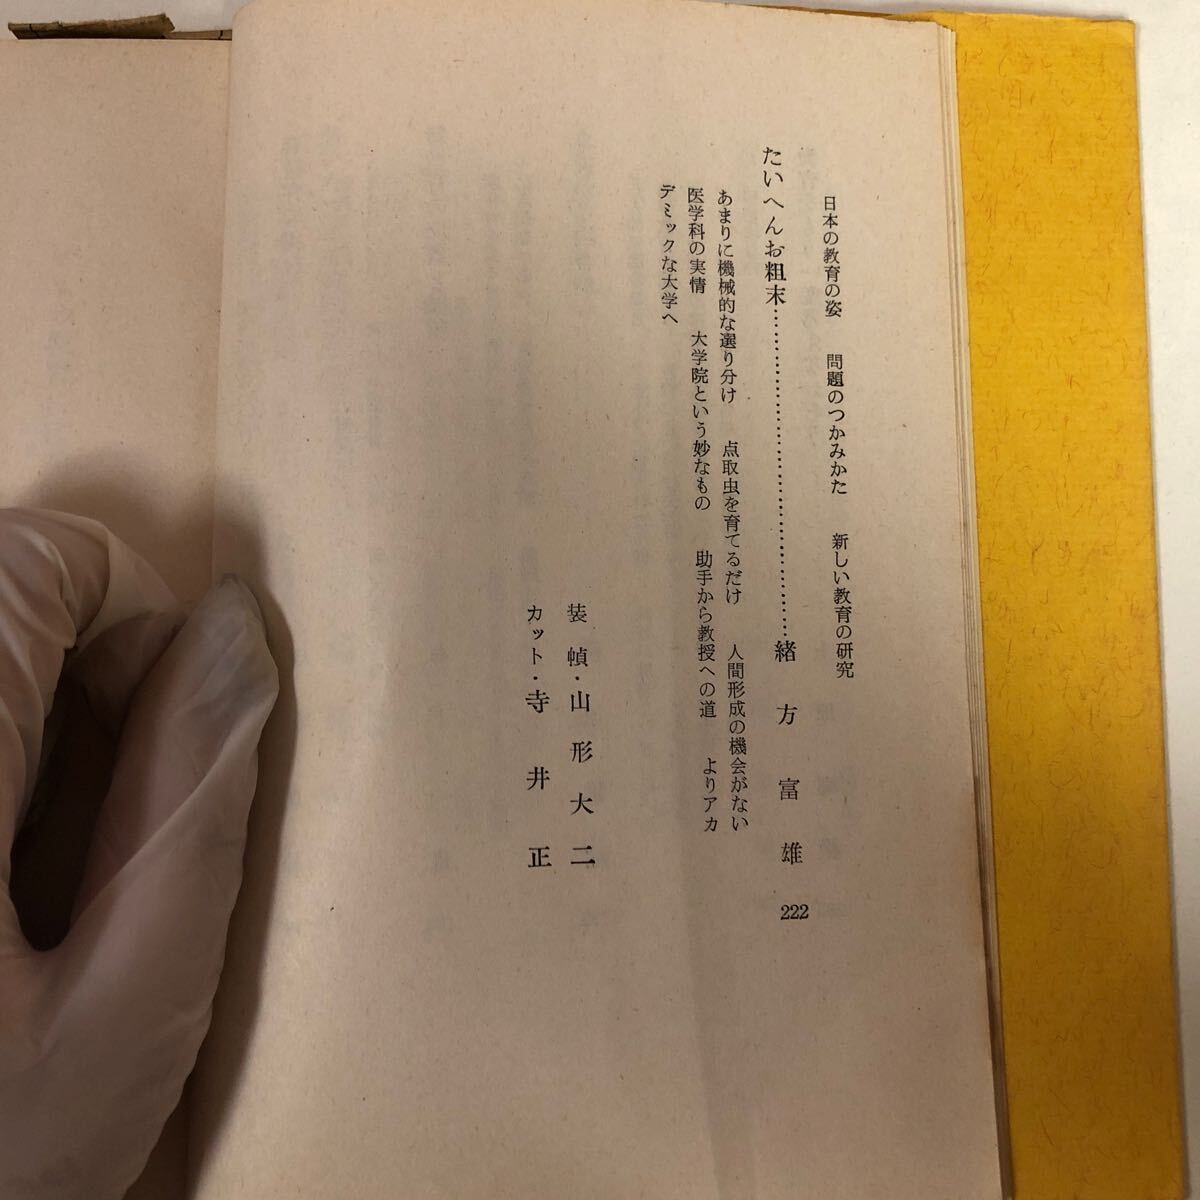 日本の教育の姿　問題のつかみかた　新しい教育の研究
たいへんお粗末……………………………緒方富雄 222
あまりに機械的な選り分け　点取虫を育てるだけ　人間形成の機会がない
医学科の実情　大学院という妙なもの　助手から教授への道　よりアカ
デミックな大学へ
装幀・山形大二
カット・寺井正